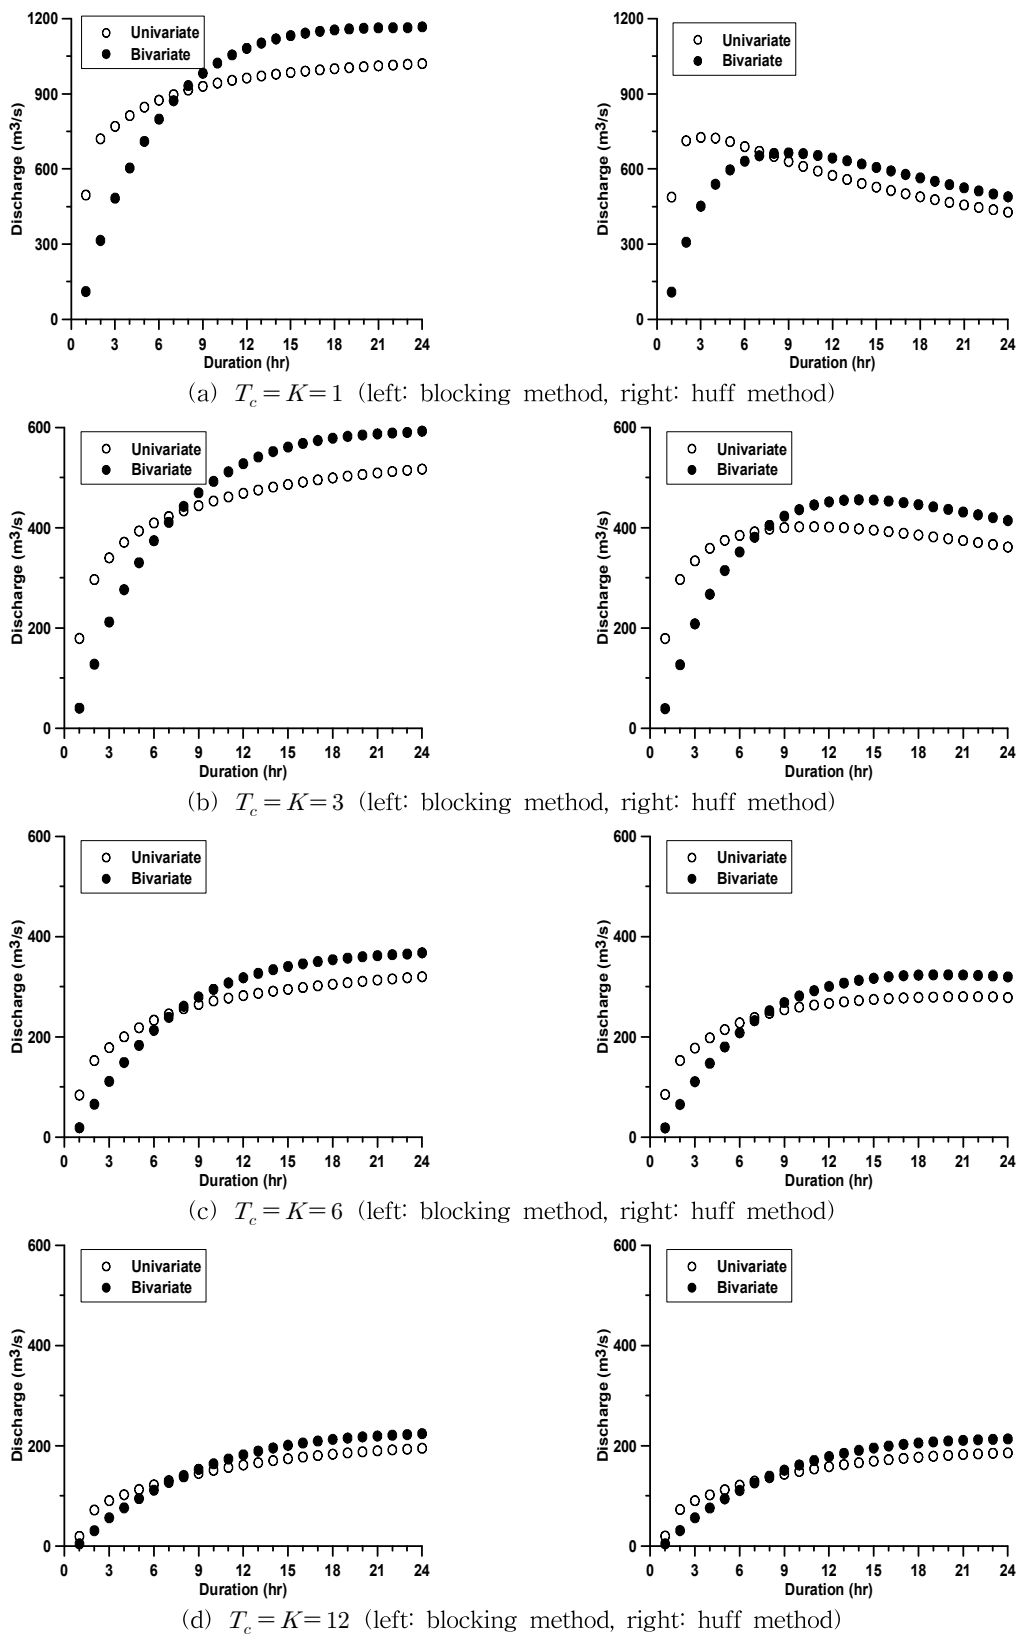 1200
900
600
300
0
Discharge (m3/s)
Univariate
Bivariate
0 3 6 9 12 15 18 21 24
Duration (hr)
1200
900
600
300
0
Discharge (m3/s)
Univariate
Bivariate
0 3 6 9 12 15 18 21 24
Duration (hr)
(a) T_c = K = 1 (left: blocking method, right: huff method)
600
400
200
0
Discharge (m3/s)
Univariate
Bivariate
0 3 6 9 12 15 18 21 24
Duration (hr)
600
400
200
0
Discharge (m3/s)
Univariate
Bivariate
0 3 6 9 12 15 18 21 24
Duration (hr)
(b) T_c = K = 3 (left: blocking method, right: huff method)
600
400
200
0
Discharge (m3/s)
Univariate
Bivariate
0 3 6 9 12 15 18 21 24
Duration (hr)
600
400
200
0
Discharge (m3/s)
Univariate
Bivariate
0 3 6 9 12 15 18 21 24
Duration (hr)
(c) T_c = K = 6 (left: blocking method, right: huff method)
600
400
200
0
Discharge (m3/s)
Univariate
Bivariate
0 3 6 9 12 15 18 21 24
Duration (hr)
600
400
200
0
Discharge (m3/s)
Univariate
Bivariate
0 3 6 9 12 15 18 21 24
Duration (hr)
(d) T_c = K = 12 (left: blocking method, right: huff method)